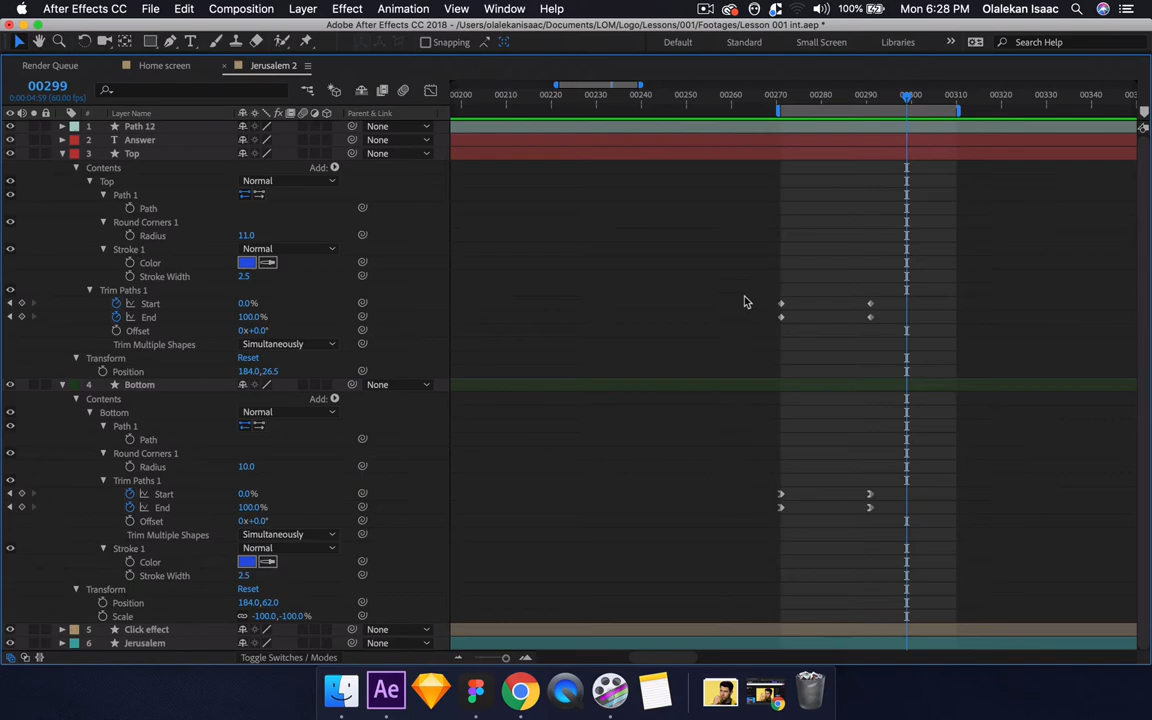 After Effects CC File Edit Composition Layer Effect Animation View Window Help 100% Mon 6:28 PM Olalekan Isaac
Adobe After Effects CC 2018 - /Users/olalekanisaac/Documents/LOM/Logo/Lessons/001/Footages/Lesson 001 int.aep *
Snapping Default Standard Small Screen Libraries Search Help
Render Queue Home screen Jerusalem 2
00299
0:00:04:59 (60.00 fps)
00200 00210 00220 00230 00240 00250 00260 00270 00280 00290 00300 00310 00320 00330 00340
# Layer Name Parent & Link
1 Path 12 None
2 T Answer None
3 Top None
Contents Add:
Top Normal
Path 1
Path
Round Corners 1
Radius 11.0
Stroke 1 Normal
Color
Stroke Width 2.5
Trim Paths 1
Start 0.0%
End 100.0%
Offset 0x+0.0°
Trim Multiple Shapes Simultaneously
Transform Reset
Position 184.0,26.5
4 Bottom None
Contents Add:
Bottom Normal
Path 1
Path
Round Corners 1
Radius 10.0
Trim Paths 1
Start 0.0%
End 100.0%
Offset 0x+0.0°
Trim Multiple Shapes Simultaneously
Stroke 1 Normal
Color
Stroke Width 2.5
Transform Reset
Position 184.0,62.0
Scale -100.0,-100.0%
5 Click effect None
6 Jerusalem None
Toggle Switches / Modes
Ae